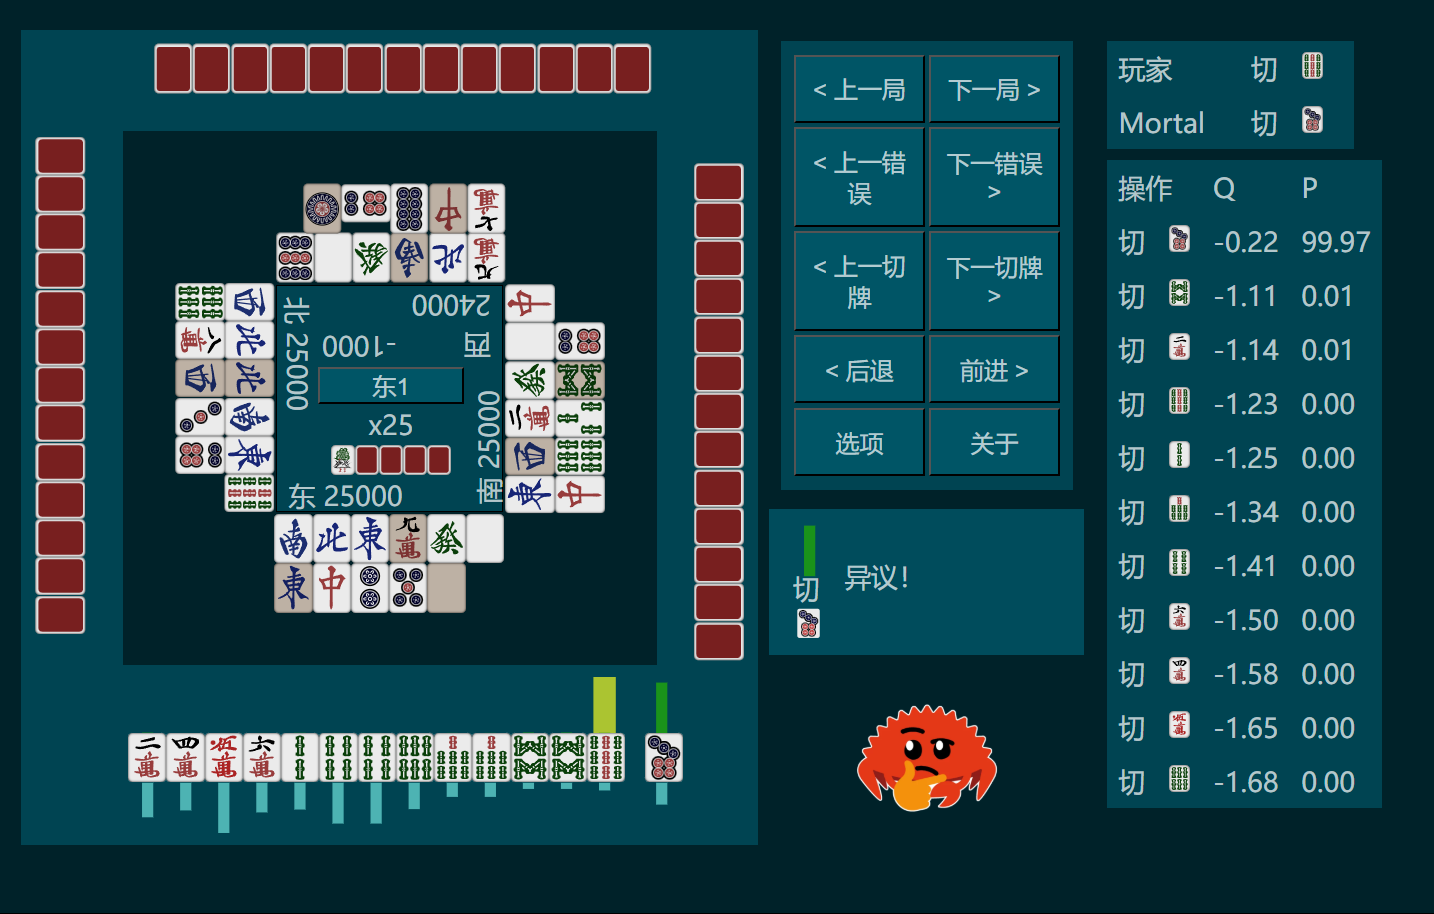 24000
西
-1000
北 25000
东1
x25
南 25000
东 25000
< 上一局
下一局 >
< 上一错误
下一错误 >
< 上一切牌
下一切牌 >
< 后退
前进 >
选项
关于
切
异议！
玩家 切
Mortal 切
操作 Q P
切 -0.22 99.97
切 -1.11 0.01
切 -1.14 0.01
切 -1.23 0.00
切 -1.25 0.00
切 -1.34 0.00
切 -1.41 0.00
切 -1.50 0.00
切 -1.58 0.00
切 -1.65 0.00
切 -1.68 0.00